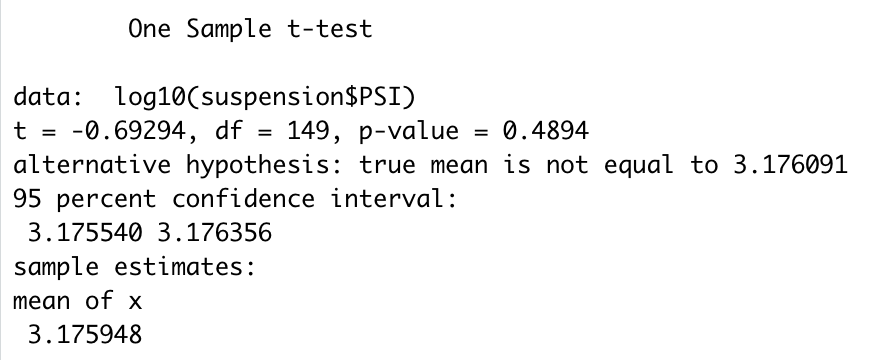 One Sample t-test
data:  log10(suspension$PSI)
t = -0.69294, df = 149, p-value = 0.4894
alternative hypothesis: true mean is not equal to 3.176091
95 percent confidence interval:
 3.175540 3.176356
sample estimates:
mean of x
 3.175948